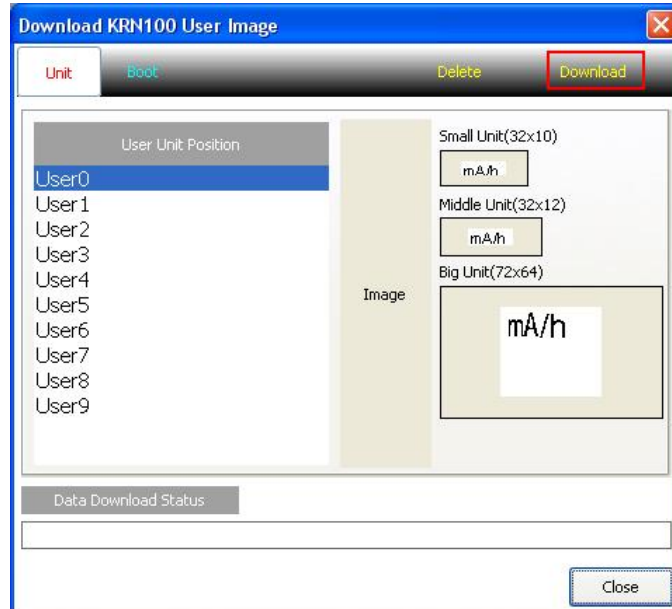 Download KRN100 User Image
Unit Boot Delete Download
User Unit Position
User0
User1
User2
User3
User4
User5
User6
User7
User8
User9
Image
Small Unit(32x10)
mA/h
Middle Unit(32x12)
mA/h
Big Unit(72x64)
mA/h
Data Download Status
Close